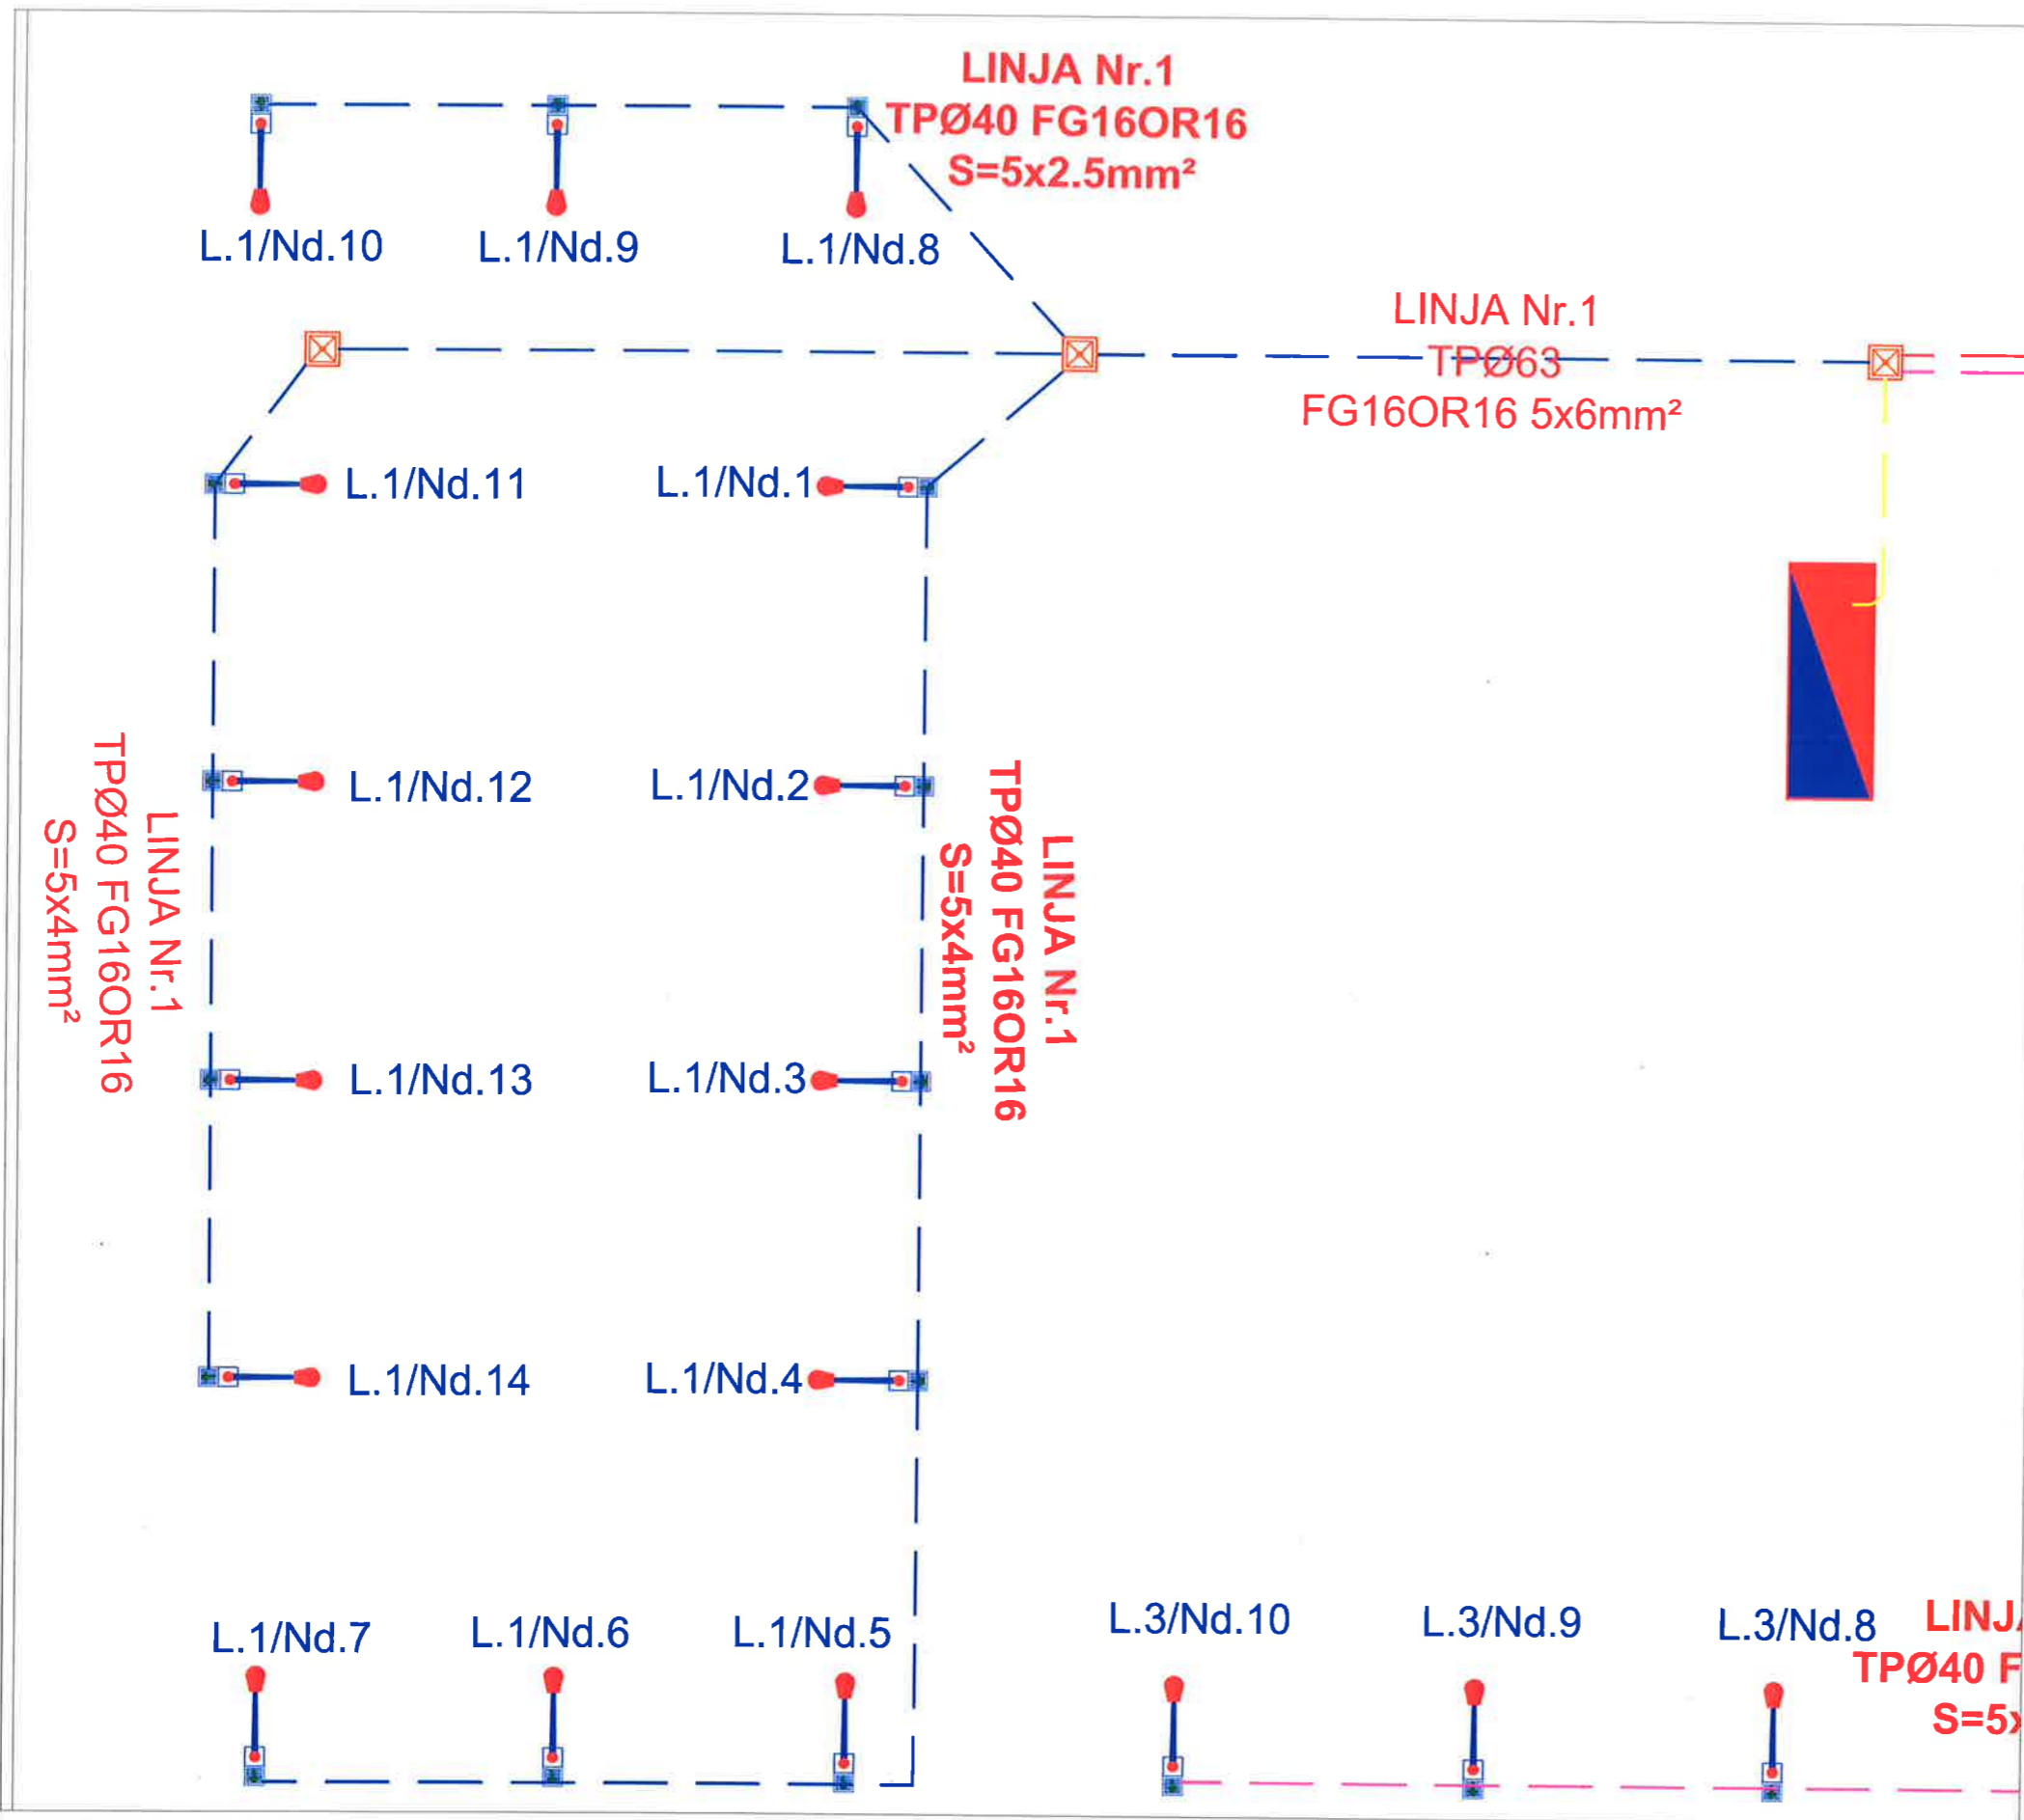 LINJA Nr.1
TPØ40 FG16OR16
S=5x2.5mm²
L.1/Nd.10
L.1/Nd.9
L.1/Nd.8
LINJA Nr.1
TPØ63
FG16OR16 5x6mm²
L.1/Nd.11
L.1/Nd.1
L.1/Nd.12
L.1/Nd.2
LINJA Nr.1
TPØ40 FG16OR16
S=5x4mm²
LINJA Nr.1
TPØ40 FG16OR16
S=5x4mm²
L.1/Nd.13
L.1/Nd.3
L.1/Nd.14
L.1/Nd.4
L.1/Nd.7
L.1/Nd.6
L.1/Nd.5
L.3/Nd.10
L.3/Nd.9
L.3/Nd.8
TPØ40